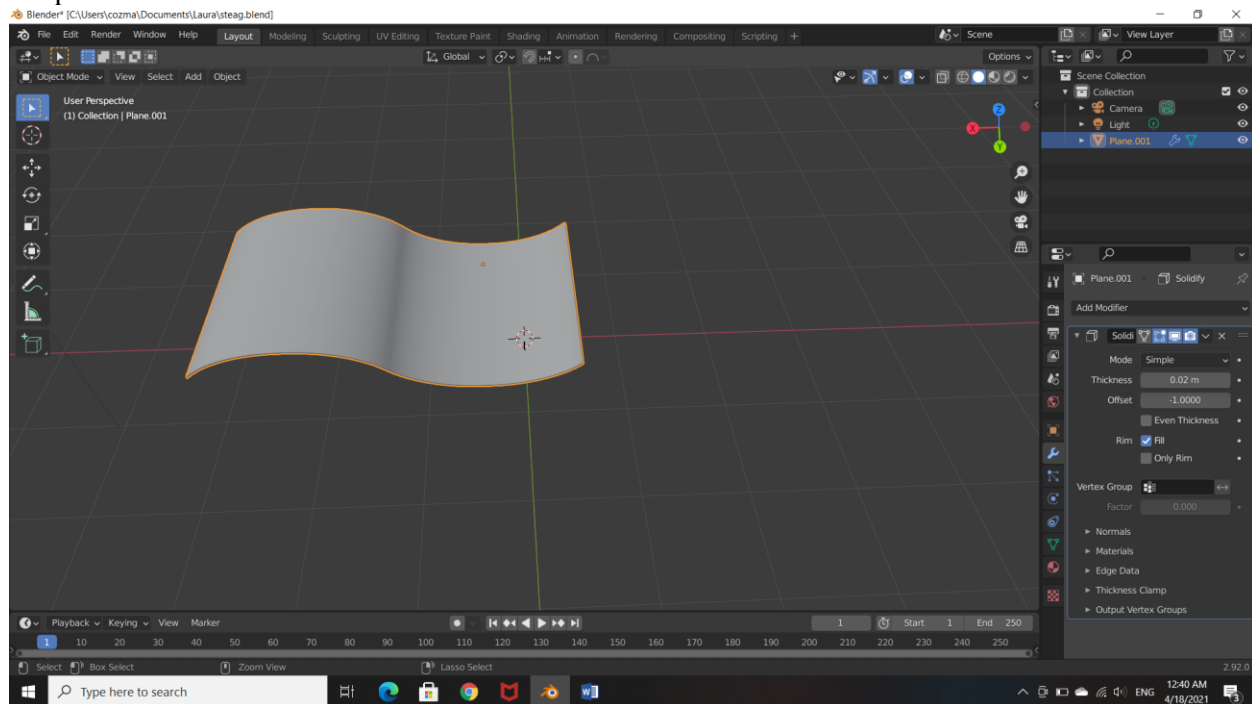 Blender* [C:\Users\cozma\Documents\Laura\steag.blend]
File Edit Render Window Help Layout Modeling Sculpting UV Editing Texture Paint Shading Animation Rendering Compositing Scripting + Scene View Layer
Global Options
Object Mode View Select Add Object
User Perspective
(1) Collection | Plane.001
Z
X
Y
Scene Collection
Collection
Camera
Light
Plane.001
Plane.001 Solidify
Add Modifier
Solidi
Mode Simple
Thickness 0.02 m
Offset -1.0000
Even Thickness
Rim Fill
Only Rim
Vertex Group
Factor 0.000
Normals
Materials
Edge Data
Thickness Clamp
Output Vertex Groups
Playback Keying View Marker 1 Start 1 End 250
1 10 20 30 40 50 60 70 80 90 100 110 120 130 140 150 160 170 180 190 200 210 220 230 240 250
Select Box Select Zoom View Lasso Select 2.92.0
Type here to search ENG 12:40 AM
4/18/2021 3